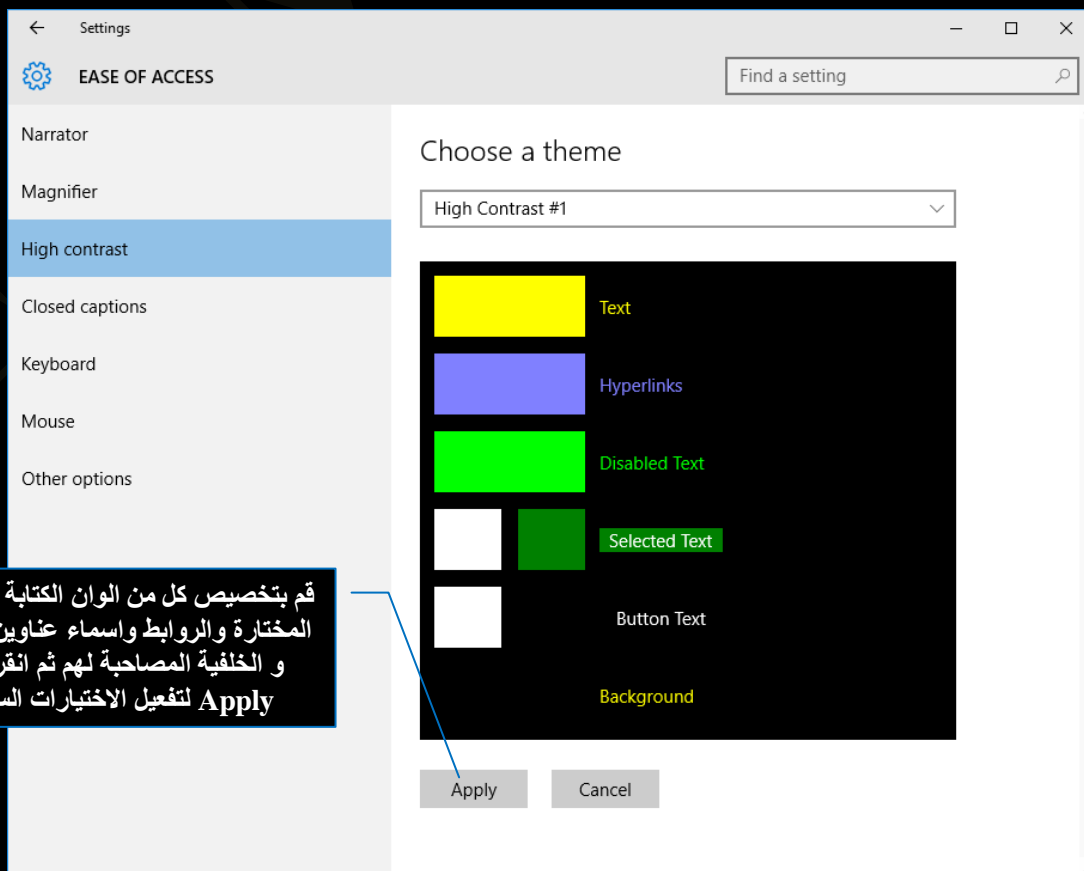 Settings
EASE OF ACCESS
Find a setting
Narrator
Magnifier
High contrast
Closed captions
Keyboard
Mouse
Other options
Choose a theme
High Contrast #1
Text
Hyperlinks
Disabled Text
Selected Text
Button Text
Background
قم بتخصيص كل من الوان الكتابة
المختارة والروابط واسماء
و الخلفية المصاحبة لهم ثم
Apply لتفعيل الاختيارات
Apply
Cancel